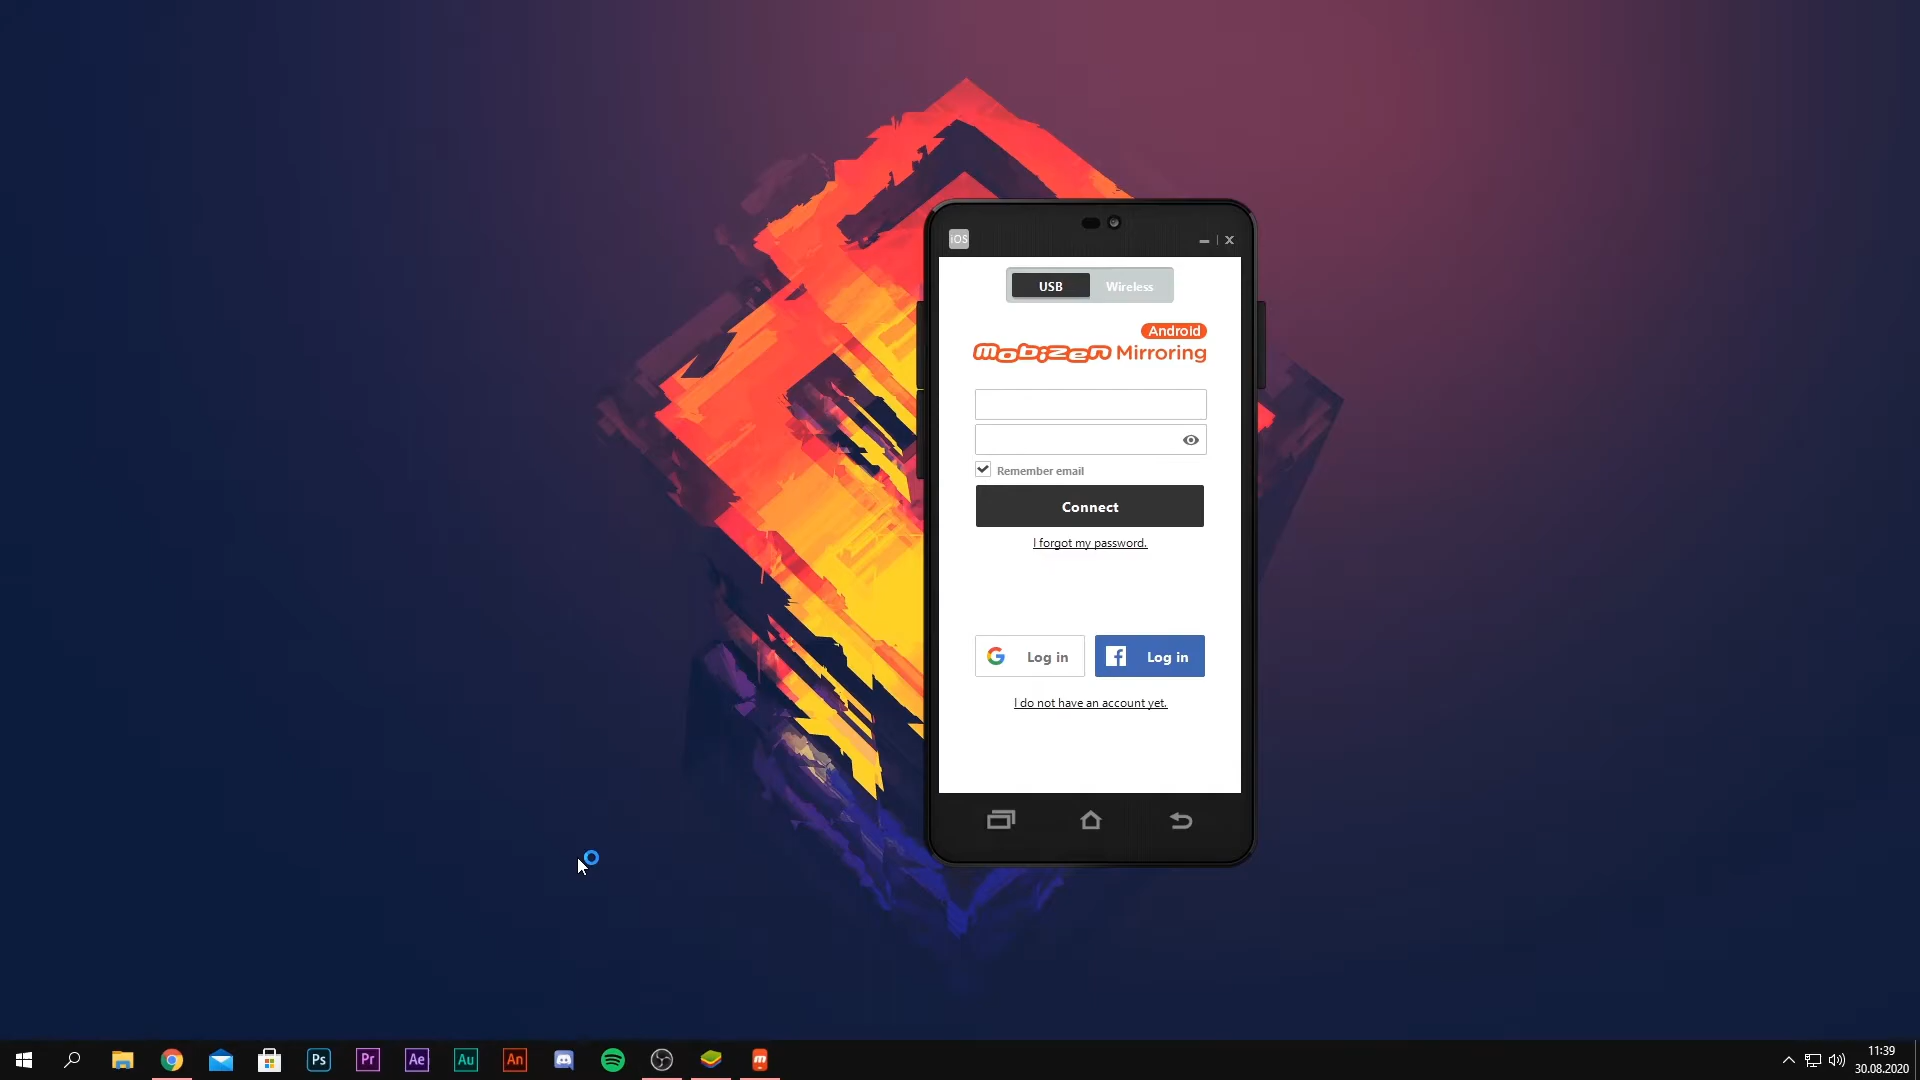 iOS
USB
Wireless
Android
mobizen Mirroring
Remember email
Connect
I forgot my password.
Log in
Log in
I do not have an account yet.
Ps
Pr
Ae
Au
An
11:39
30.08.2020